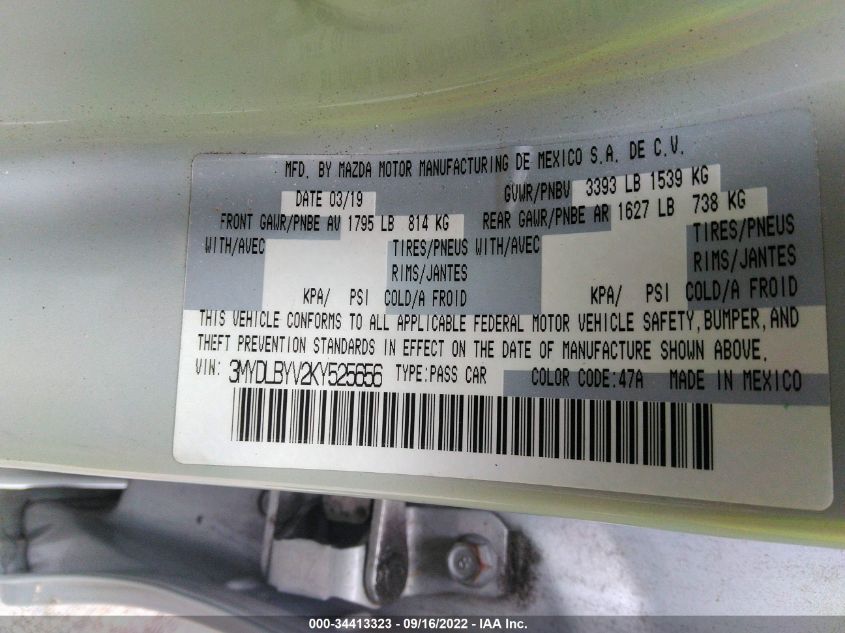 MFD. BY MAZDA MOTOR MANUFACTURING DE MEXICO S.A. DE C.V.
DATE 03/19 GVWR/PNBV 3393 LB 1539 KG
FRONT GAWR/PNBE AV 1795 LB 814 KG REAR GAWR/PNBE AR 1627 LB 738 KG
WITH/AVEC TIRES/PNEUS WITH/AVEC TIRES/PNEUS
RIMS/JANTES RIMS/JANTES
KPA/ PSI COLD/A FROID KPA/ PSI COLD/A FROID
THIS VEHICLE CONFORMS TO ALL APPLICABLE FEDERAL MOTOR VEHICLE SAFETY, BUMPER, AND
THEFT PREVENTION STANDARDS IN EFFECT ON THE DATE OF MANUFACTURE SHOWN ABOVE.
VIN: 3MYDLBYV2KY525656 TYPE:PASS CAR COLOR CODE:47A MADE IN MEXICO
000-34413323 - 09/16/2022 - IAA Inc.